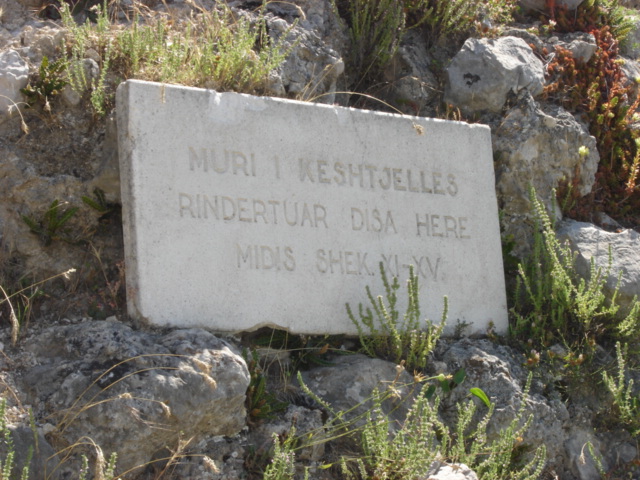 MURI I KESHTJELLES
RINDERTUAR DISA HERE
MIDIS SHEK. XI-XV.